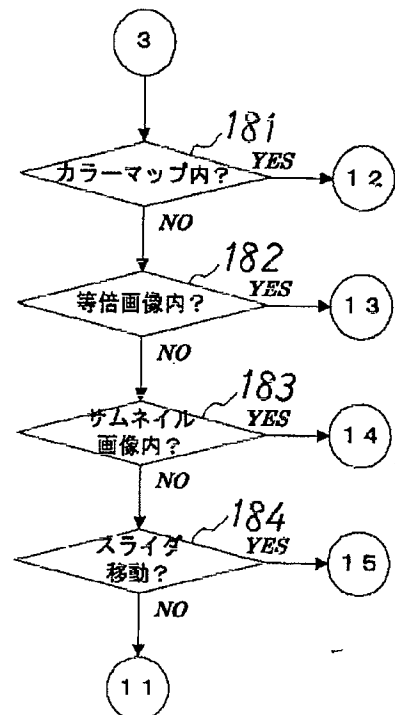 3
181
カラーマップ内?
YES
12
NO
182
等倍画像内?
YES
13
NO
183
サムネイル
画像内?
YES
14
NO
184
スライダ
移動?
YES
15
NO
11